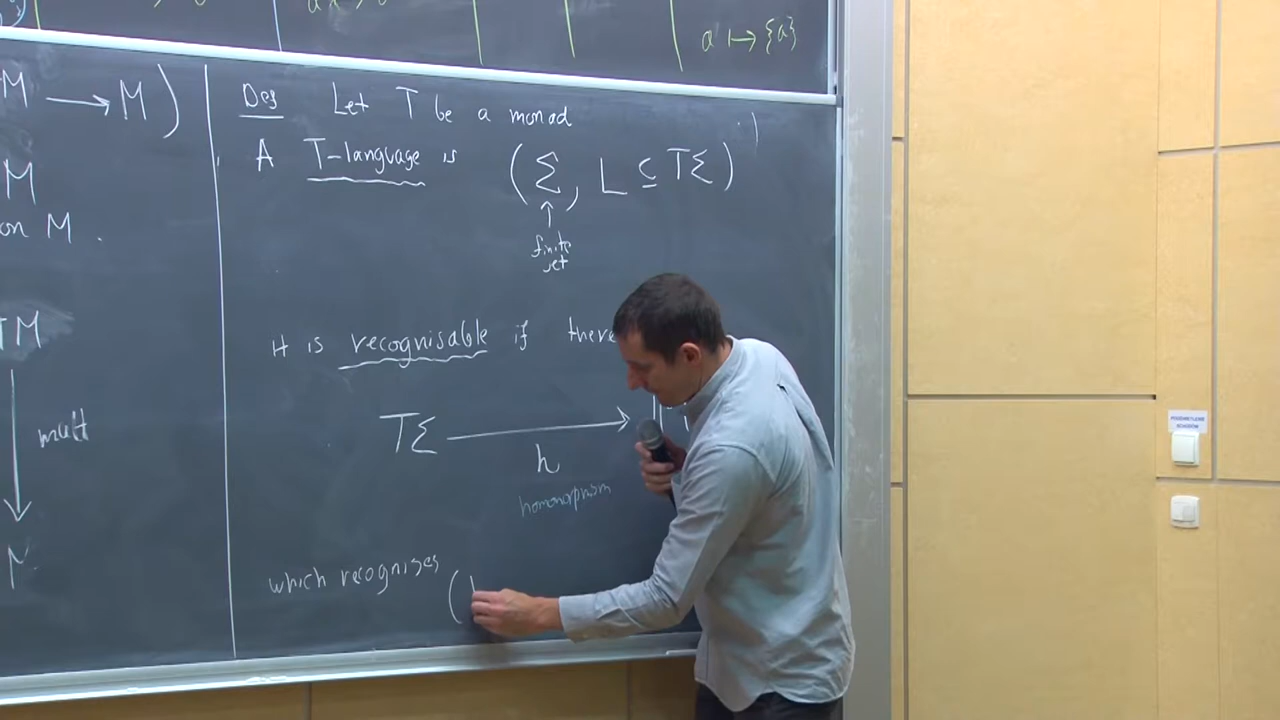 a ↦ {a}
M ⟶ M )
M
on M .
TM
mult
M
Def Let T be a monad
A T-language is ( Σ , L ⊆ TΣ )
↑
finite
set
It is recognisable if there
TΣ ⟶
h
homomorphism
which recognises (